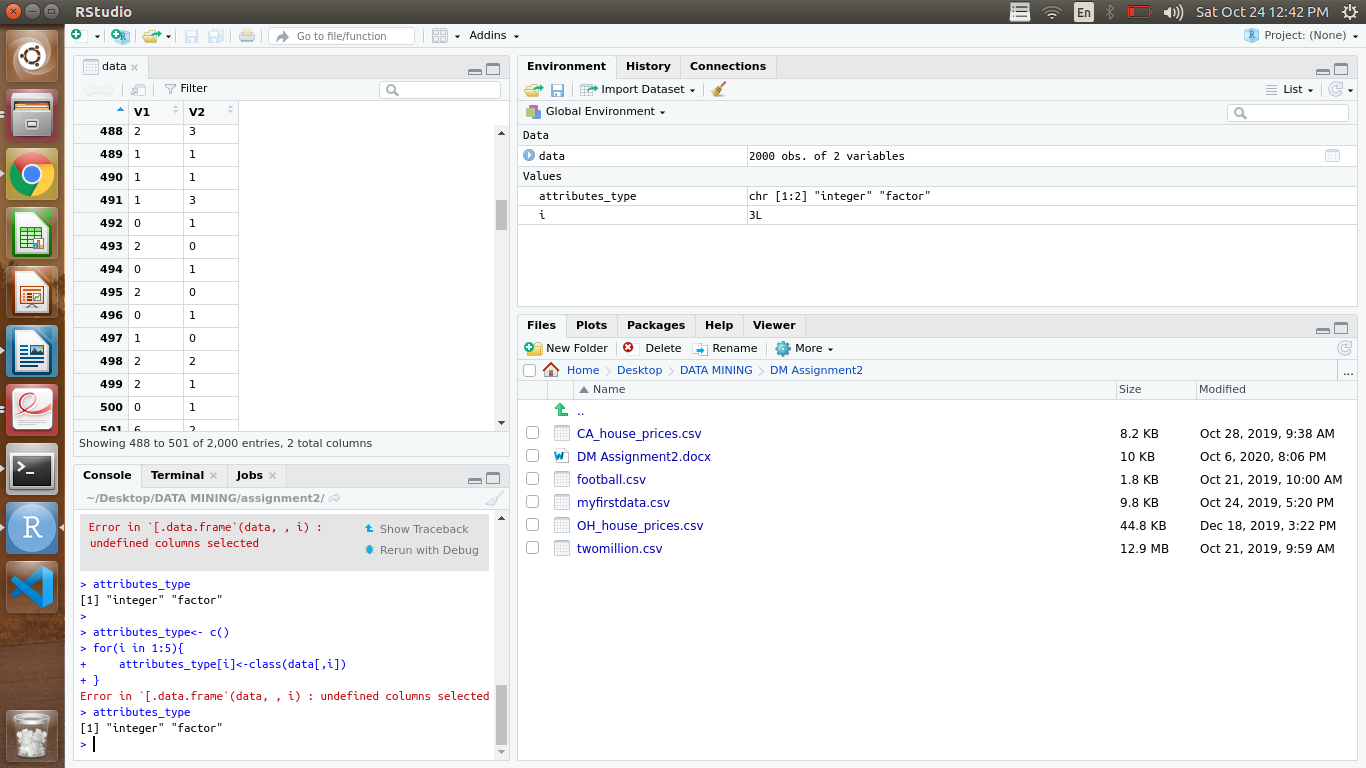 RStudio
En
Sat Oct 24 12:42 PM
Go to file/function
Addins
Project: (None)
data
Filter
V1 V2
488 2 3
489 1 1
490 1 1
491 1 3
492 0 1
493 2 0
494 0 1
495 2 0
496 0 1
497 1 0
498 2 2
499 2 1
500 0 1
501 6 2
Showing 488 to 501 of 2,000 entries, 2 total columns
Console Terminal Jobs
~/Desktop/DATA MINING/assignment2/
Error in `[.data.frame`(data, , i) :
undefined columns selected
Show Traceback
Rerun with Debug
> attributes_type
[1] "integer" "factor"
>
> attributes_type<- c()
> for(i in 1:5){
+     attributes_type[i]<-class(data[,i])
+ }
Error in `[.data.frame`(data, , i) : undefined columns selected
> attributes_type
[1] "integer" "factor"
>
Environment History Connections
Import Dataset
List
Global Environment
Data
data 2000 obs. of 2 variables
Values
attributes_type chr [1:2] "integer" "factor"
i 3L
Files Plots Packages Help Viewer
New Folder Delete Rename More
Home Desktop DATA MINING DM Assignment2 ...
Name Size Modified
..
CA_house_prices.csv 8.2 KB Oct 28, 2019, 9:38 AM
DM Assignment2.docx 10 KB Oct 6, 2020, 8:06 PM
football.csv 1.8 KB Oct 21, 2019, 10:00 AM
myfirstdata.csv 9.8 KB Oct 24, 2019, 5:20 PM
OH_house_prices.csv 44.8 KB Dec 18, 2019, 3:22 PM
twomillion.csv 12.9 MB Oct 21, 2019, 9:59 AM